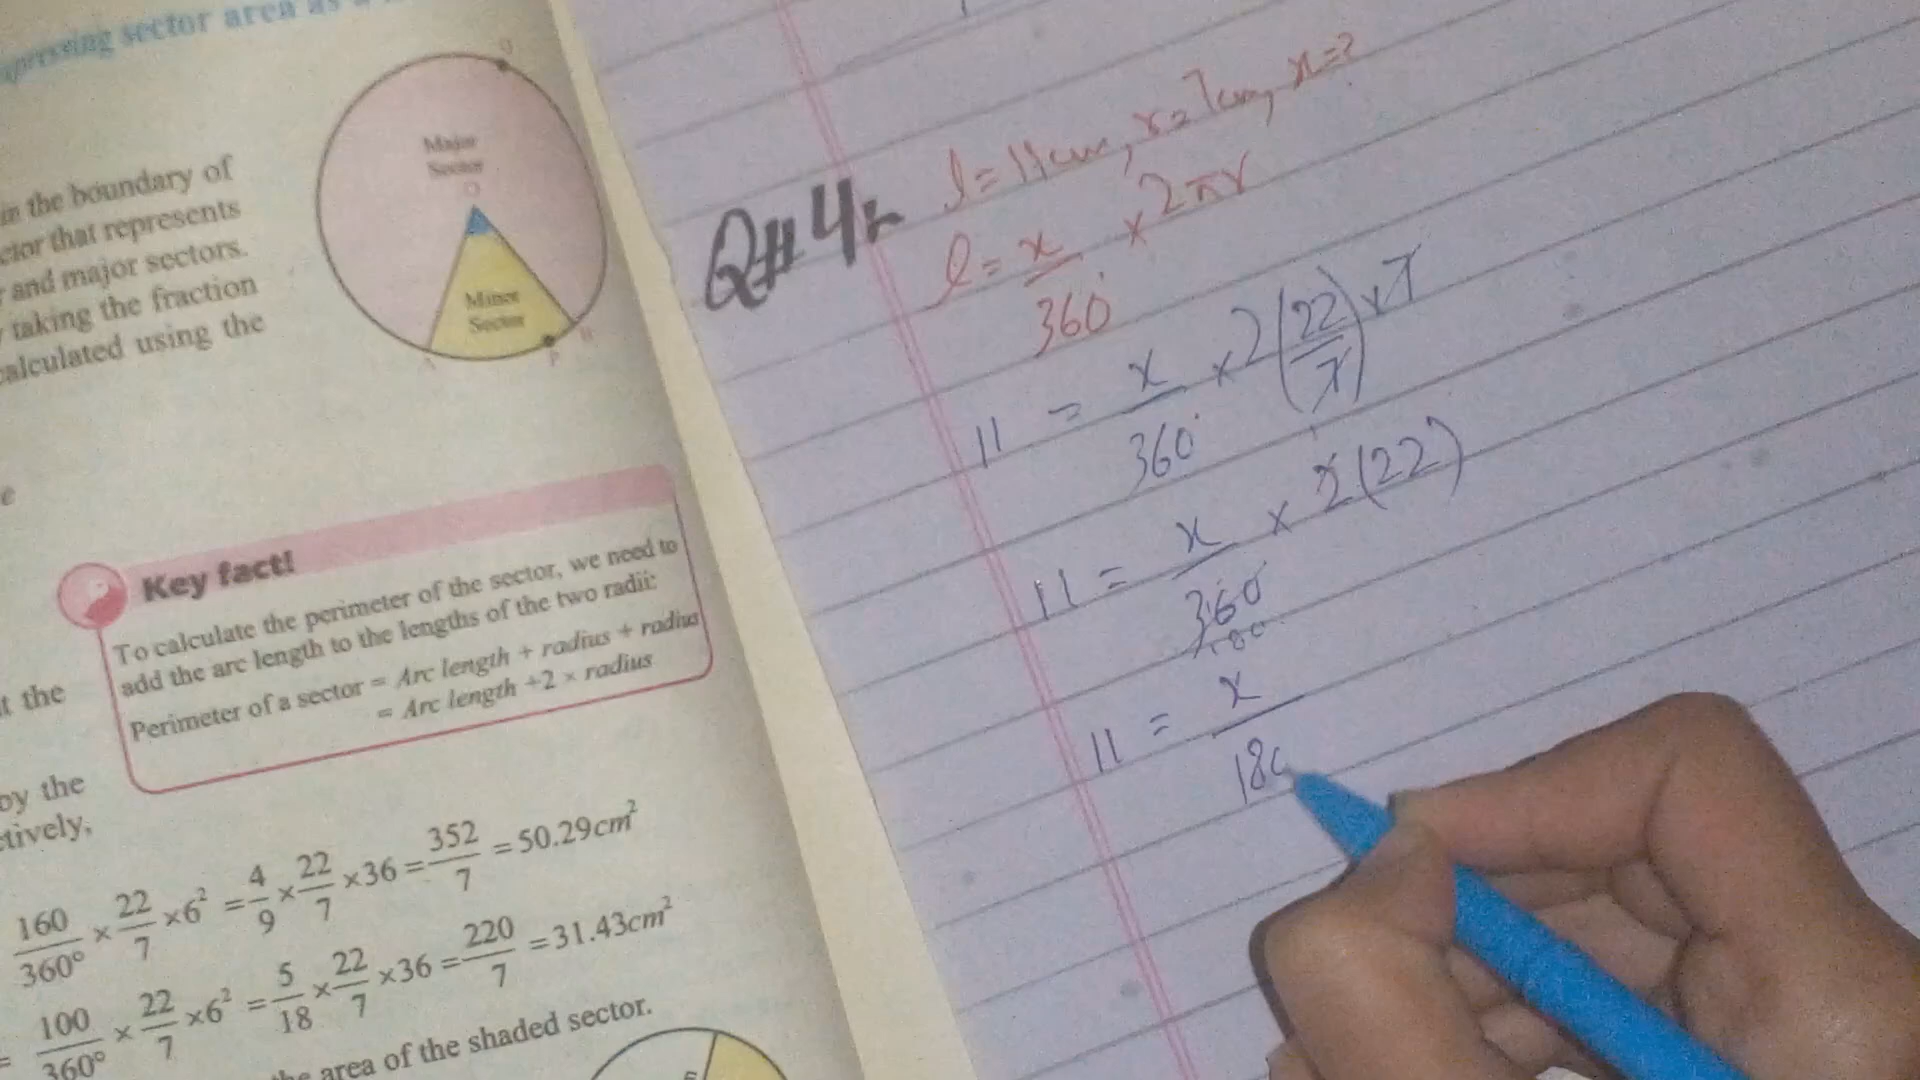 pressing sector area as a
Q
Major
Sector
O
Minor
Sector
A
P
B
in the boundary of
ctor that represents
r and major sectors.
taking the fraction
calculated using the
e
Key fact!
To calculate the perimeter of the sector, we need to
add the arc length to the lengths of the two radii:
Perimeter of a sector = Arc length + radius + radius
= Arc length +2 × radius
t the
by the
ctively,
160/360° × 22/7 ×6² = 4/9 × 22/7 ×36 = 352/7 = 50.29cm²
= 100/360° × 22/7 ×6² = 5/18 × 22/7 ×36 = 220/7 = 31.43cm²
the area of the shaded sector.
Q#4:
l=11cm, r=7cm, x=?
l = x/360° × 2πr
11 = x/360° × 2(22/7) × 7
11 = x/360 × 2(22)
180
11 = x/180